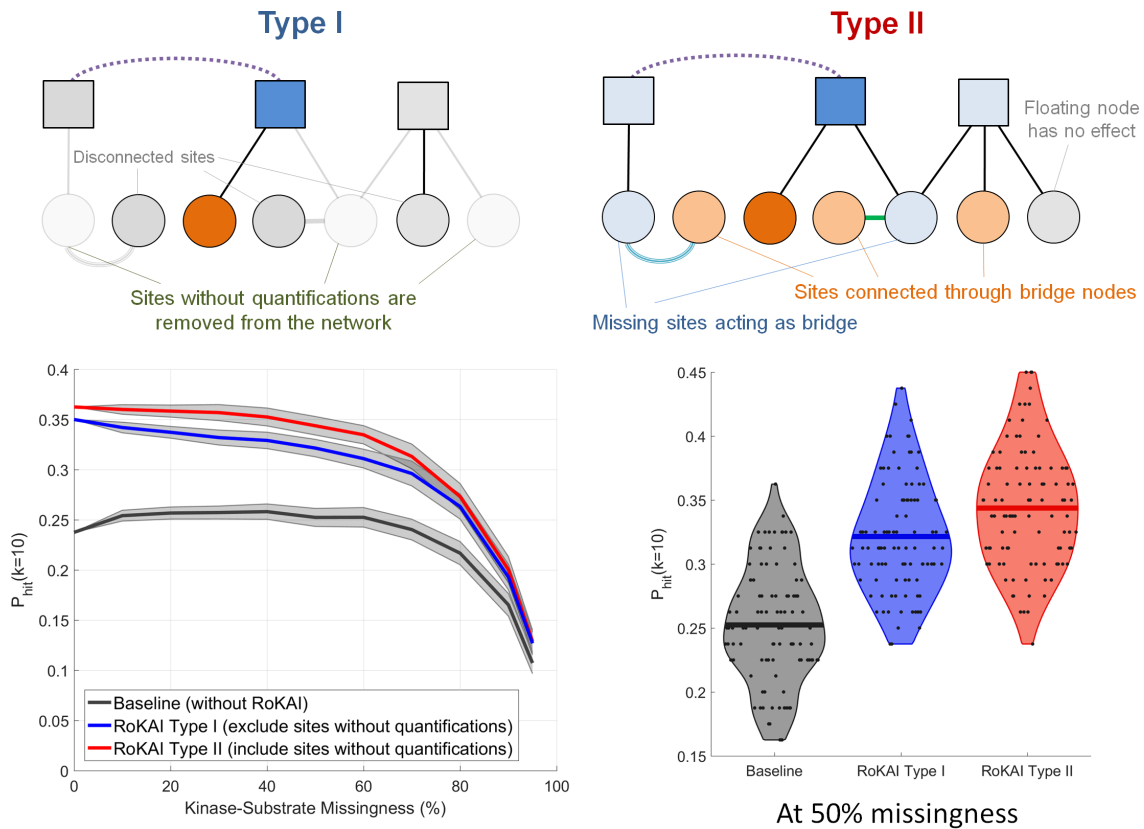 Type I
Type II
Disconnected sites
Floating node
has no effect
Sites without quantifications are
removed from the network
Sites connected through bridge nodes
Missing sites acting as bridge
0.4
0.35
0.3
0.25
0.2
0.15
0.1
0.05
0
P_hit(k=10)
Baseline (without RoKAI)
RoKAI Type I (exclude sites without quantifications)
RoKAI Type II (include sites without quantifications)
0
20
40
60
80
100
Kinase-Substrate Missingness (%)
0.45
0.4
0.35
0.3
0.25
0.2
0.15
P_hit(k=10)
Baseline
RoKAI Type I
RoKAI Type II
At 50% missingness